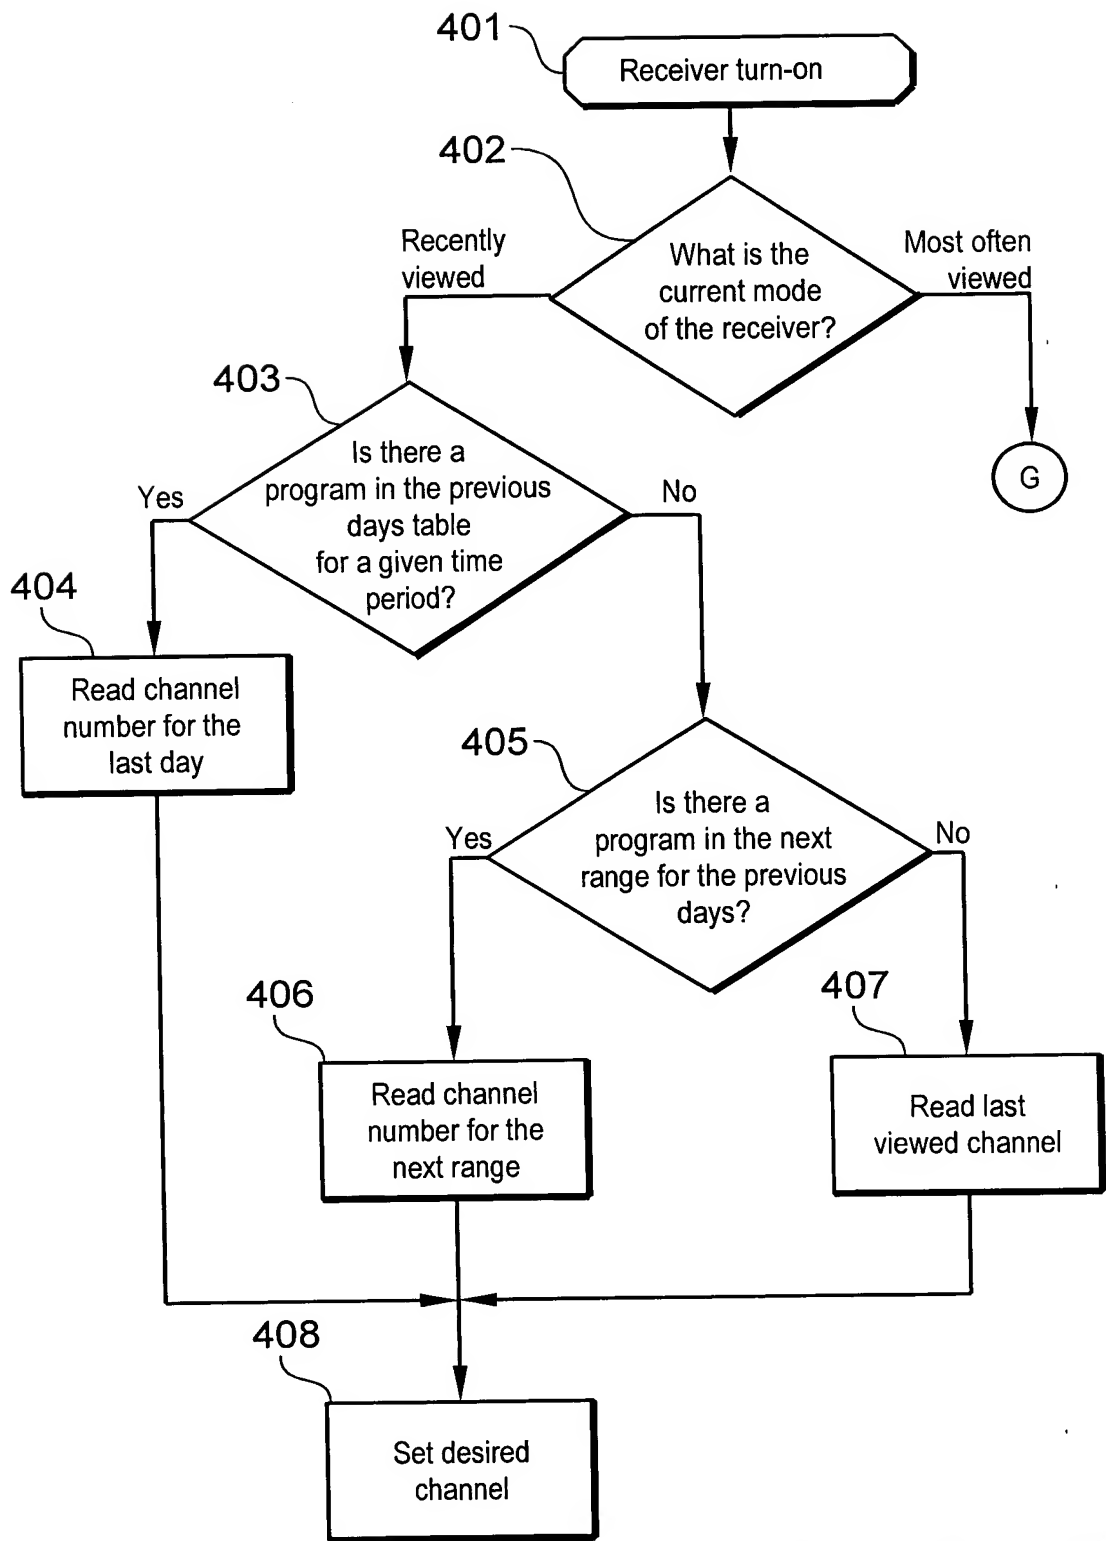 401
Receiver turn-on
402
Recently
viewed
What is the
current mode
of the receiver?
Most often
viewed
403
Is there a
program in the previous
days table
for a given time
period?
Yes
No
G
404
Read channel
number for the
last day
405
Is there a
program in the next
range for the previous
days?
Yes
No
406
Read channel
number for the
next range
407
Read last
viewed channel
408
Set desired
channel